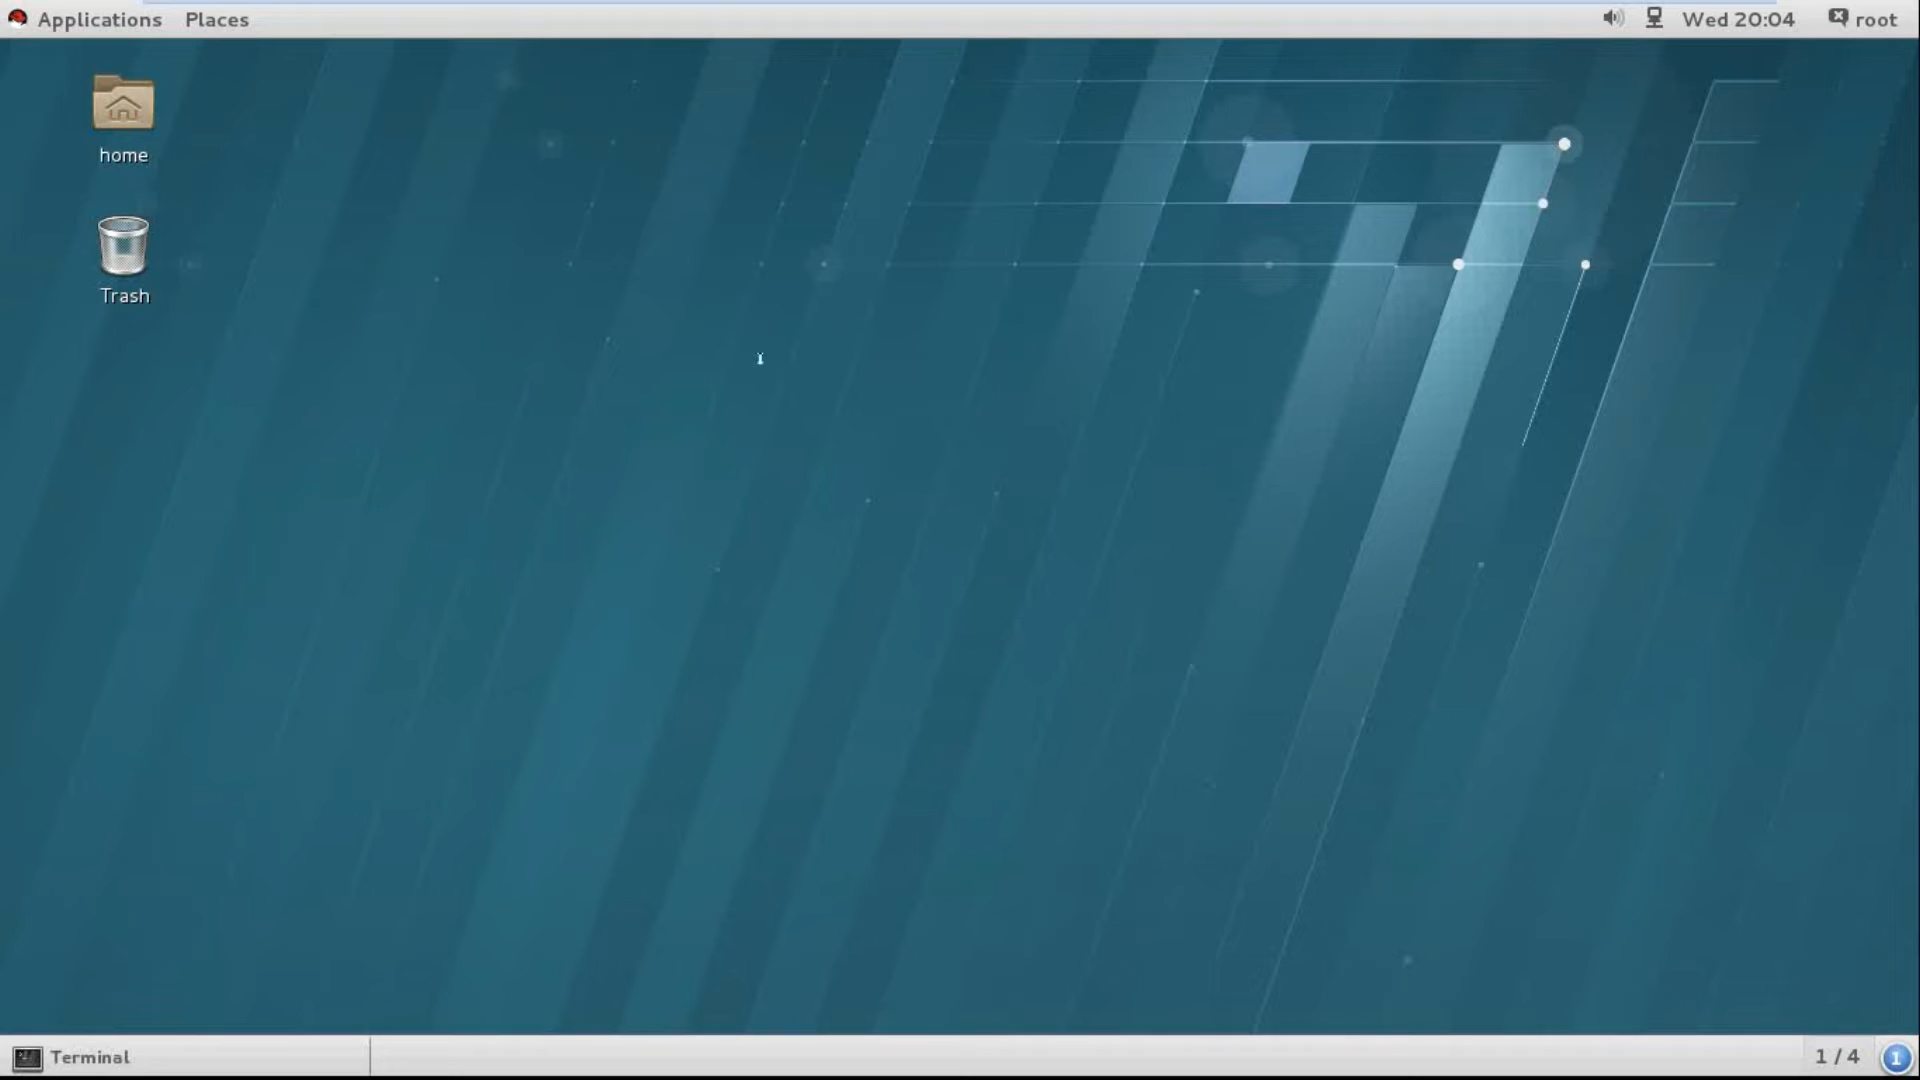 Applications Places Wed 20:04 root
home
Trash
Terminal 1 / 4 1